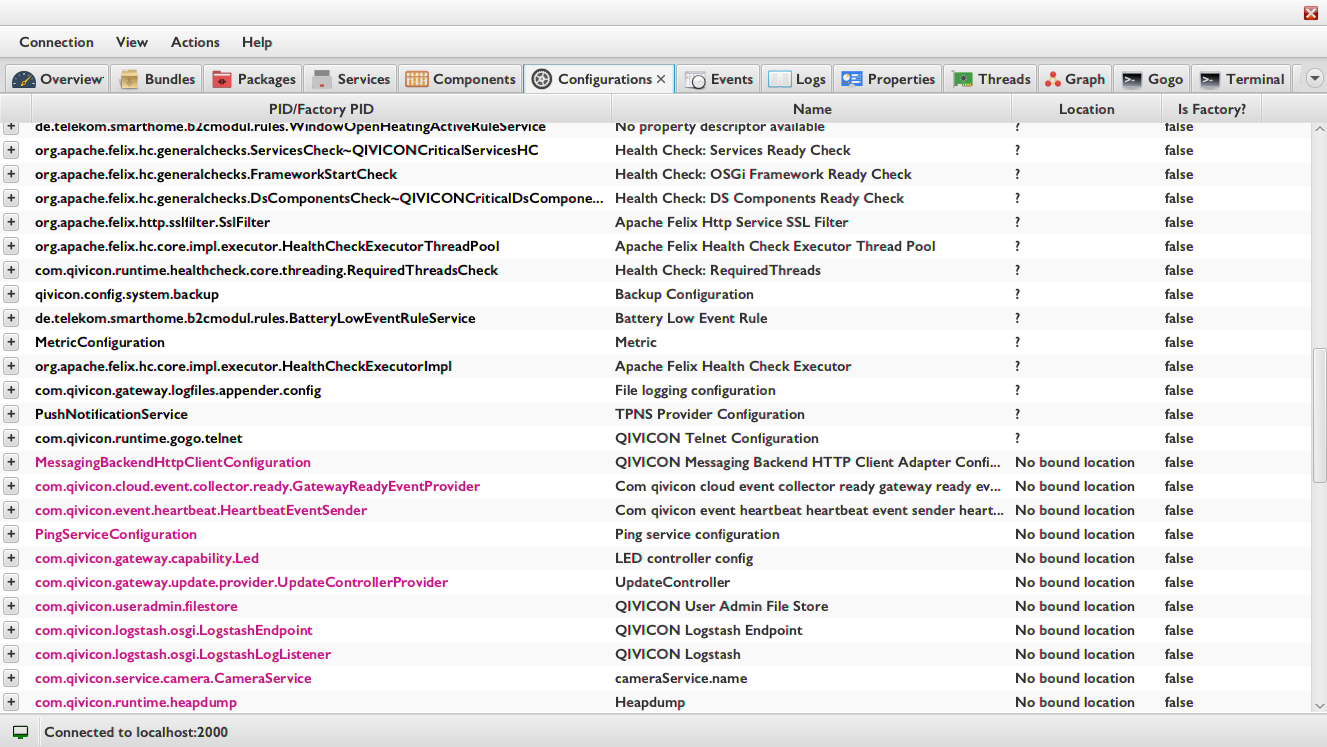 Connection View Actions Help
Overview Bundles Packages Services Components Configurations Events Logs Properties Threads Graph Gogo Terminal
PID/Factory PID Name Location Is Factory?
de.telekom.smarthome.b2cmodul.rules.WindowOpenHeatingActiveRuleService No property descriptor available ? false
org.apache.felix.hc.generalchecks.ServicesCheck~QIVICONCriticalServicesHC Health Check: Services Ready Check ? false
org.apache.felix.hc.generalchecks.FrameworkStartCheck Health Check: OSGi Framework Ready Check ? false
org.apache.felix.hc.generalchecks.DsComponentsCheck~QIVICONCriticalDsCompone... Health Check: DS Components Ready Check ? false
org.apache.felix.http.sslfilter.SslFilter Apache Felix Http Service SSL Filter ? false
org.apache.felix.hc.core.impl.executor.HealthCheckExecutorThreadPool Apache Felix Health Check Executor Thread Pool ? false
com.qivicon.runtime.healthcheck.core.threading.RequiredThreadsCheck Health Check: RequiredThreads ? false
qivicon.config.system.backup Backup Configuration ? false
de.telekom.smarthome.b2cmodul.rules.BatteryLowEventRuleService Battery Low Event Rule ? false
MetricConfiguration Metric ? false
org.apache.felix.hc.core.impl.executor.HealthCheckExecutorImpl Apache Felix Health Check Executor ? false
com.qivicon.gateway.logfiles.appender.config File logging configuration ? false
PushNotificationService TPNS Provider Configuration ? false
com.qivicon.runtime.gogo.telnet QIVICON Telnet Configuration ? false
MessagingBackendHttpClientConfiguration QIVICON Messaging Backend HTTP Client Adapter Confi... No bound location false
com.qivicon.cloud.event.collector.ready.GatewayReadyEventProvider Com qivicon cloud event collector ready gateway ready ev... No bound location false
com.qivicon.event.heartbeat.HeartbeatEventSender Com qivicon event heartbeat heartbeat event sender heart... No bound location false
PingServiceConfiguration Ping service configuration No bound location false
com.qivicon.gateway.capability.Led LED controller config No bound location false
com.qivicon.gateway.update.provider.UpdateControllerProvider UpdateController No bound location false
com.qivicon.useradmin.filestore QIVICON User Admin File Store No bound location false
com.qivicon.logstash.osgi.LogstashEndpoint QIVICON Logstash Endpoint No bound location false
com.qivicon.logstash.osgi.LogstashLogListener QIVICON Logstash No bound location false
com.qivicon.service.camera.CameraService cameraService.name No bound location false
com.qivicon.runtime.heapdump Heapdump No bound location false
Connected to localhost:2000